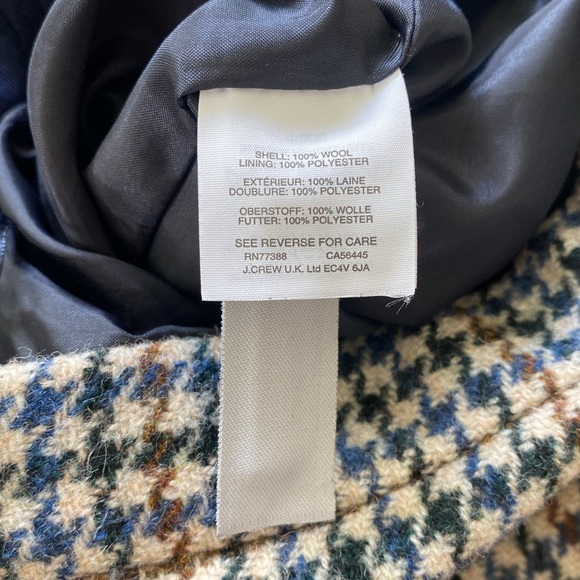 SHELL: 100% WOOL
LINING: 100% POLYESTER
EXTÉRIEUR: 100% LAINE
DOUBLURE: 100% POLYESTER
OBERSTOFF: 100% WOLLE
FUTTER: 100% POLYESTER
SEE REVERSE FOR CARE
RN77388 CA56445
J.CREW U.K. Ltd EC4V 6JA